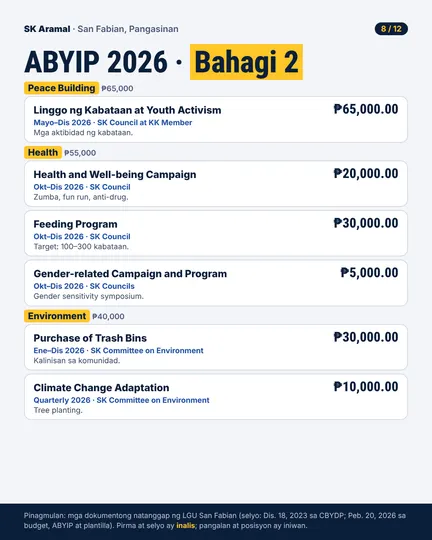 SK Aramal · San Fabian, Pangasinan
8 / 12
ABYIP 2026 · Bahagi 2
Peace Building ₱65,000
Linggo ng Kabataan at Youth Activism ₱65,000.00
Mayo–Dis 2026 · SK Council at KK Member
Mga aktibidad ng kabataan.
Health ₱55,000
Health and Well-being Campaign ₱20,000.00
Okt–Dis 2026 · SK Council
Zumba, fun run, anti-drug.
Feeding Program ₱30,000.00
Okt–Dis 2026 · SK Council
Target: 100–300 kabataan.
Gender-related Campaign and Program ₱5,000.00
Okt–Dis 2026 · SK Councils
Gender sensitivity symposium.
Environment ₱40,000
Purchase of Trash Bins ₱30,000.00
Ene–Dis 2026 · SK Committee on Environment
Kalinisan sa komunidad.
Climate Change Adaptation ₱10,000.00
Quarterly 2026 · SK Committee on Environment
Tree planting.
Pinagmulan: mga dokumentong natanggap ng LGU San Fabian (selyo: Dis. 18, 2023 sa CBYDP; Peb. 20, 2026 sa
budget, ABYIP at plantilla). Pirma at selyo ay inalis; pangalan at posisyon ay iniwan.